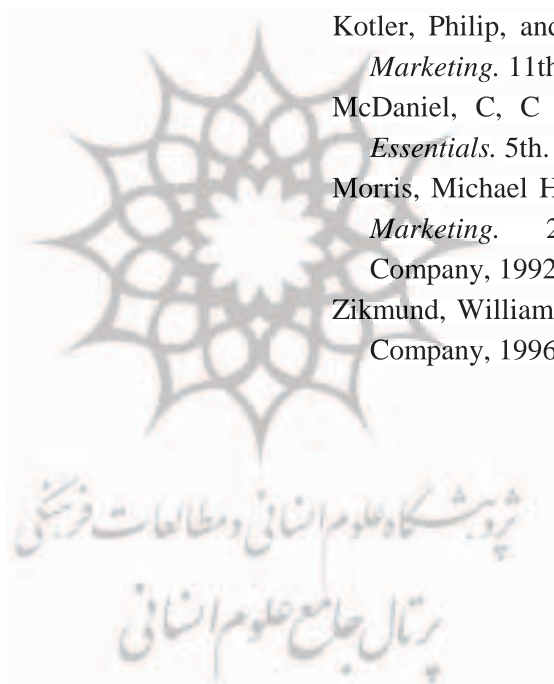 Kotler, Philip, and
Marketing. 11th
McDaniel, C, C
Essentials. 5th.
Morris, Michael H
Marketing. 2
Company, 1992
Zikmund, William
Company, 1996
پژوهشگاه علوم انسانی و مطالعات فرهنگی
پرتال جامع علوم انسانی